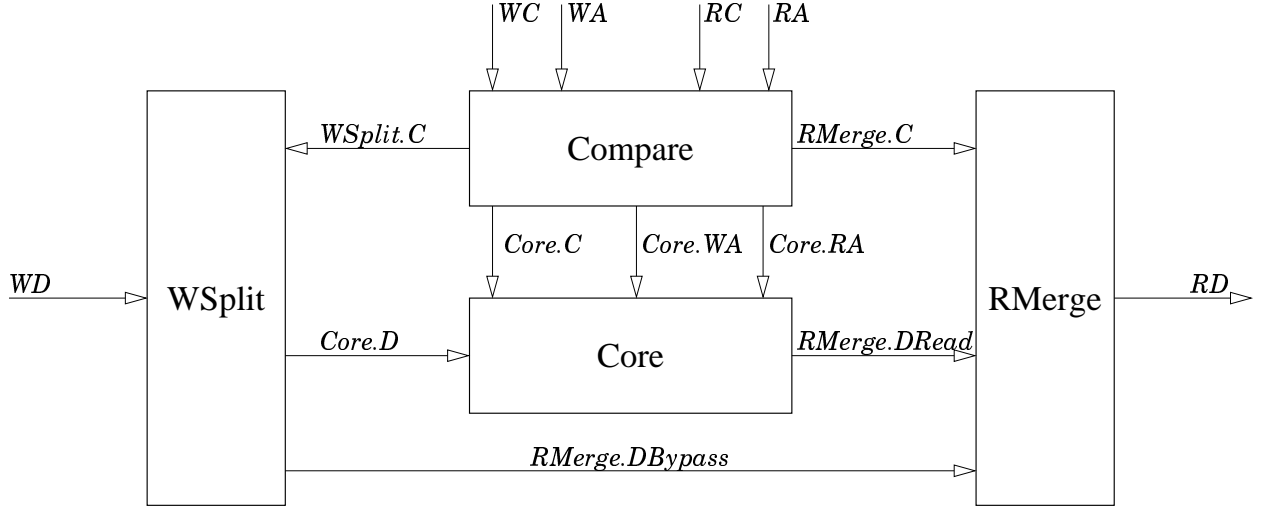 WC WA RC RA
WSplit.C Compare RMerge.C
Core.C Core.WA Core.RA
WD WSplit RMerge RD
Core.D Core RMerge.DRead
RMerge.DBypass